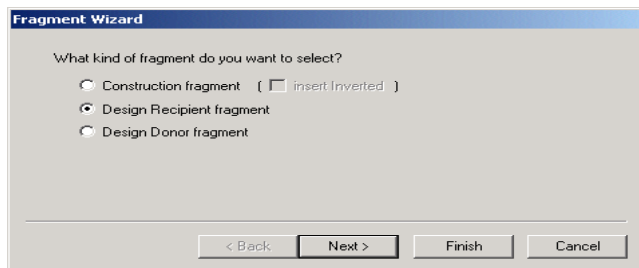 Fragment Wizard
What kind of fragment do you want to select?
Construction fragment ( insert Inverted )
Design Recipient fragment
Design Donor fragment
< Back Next > Finish Cancel